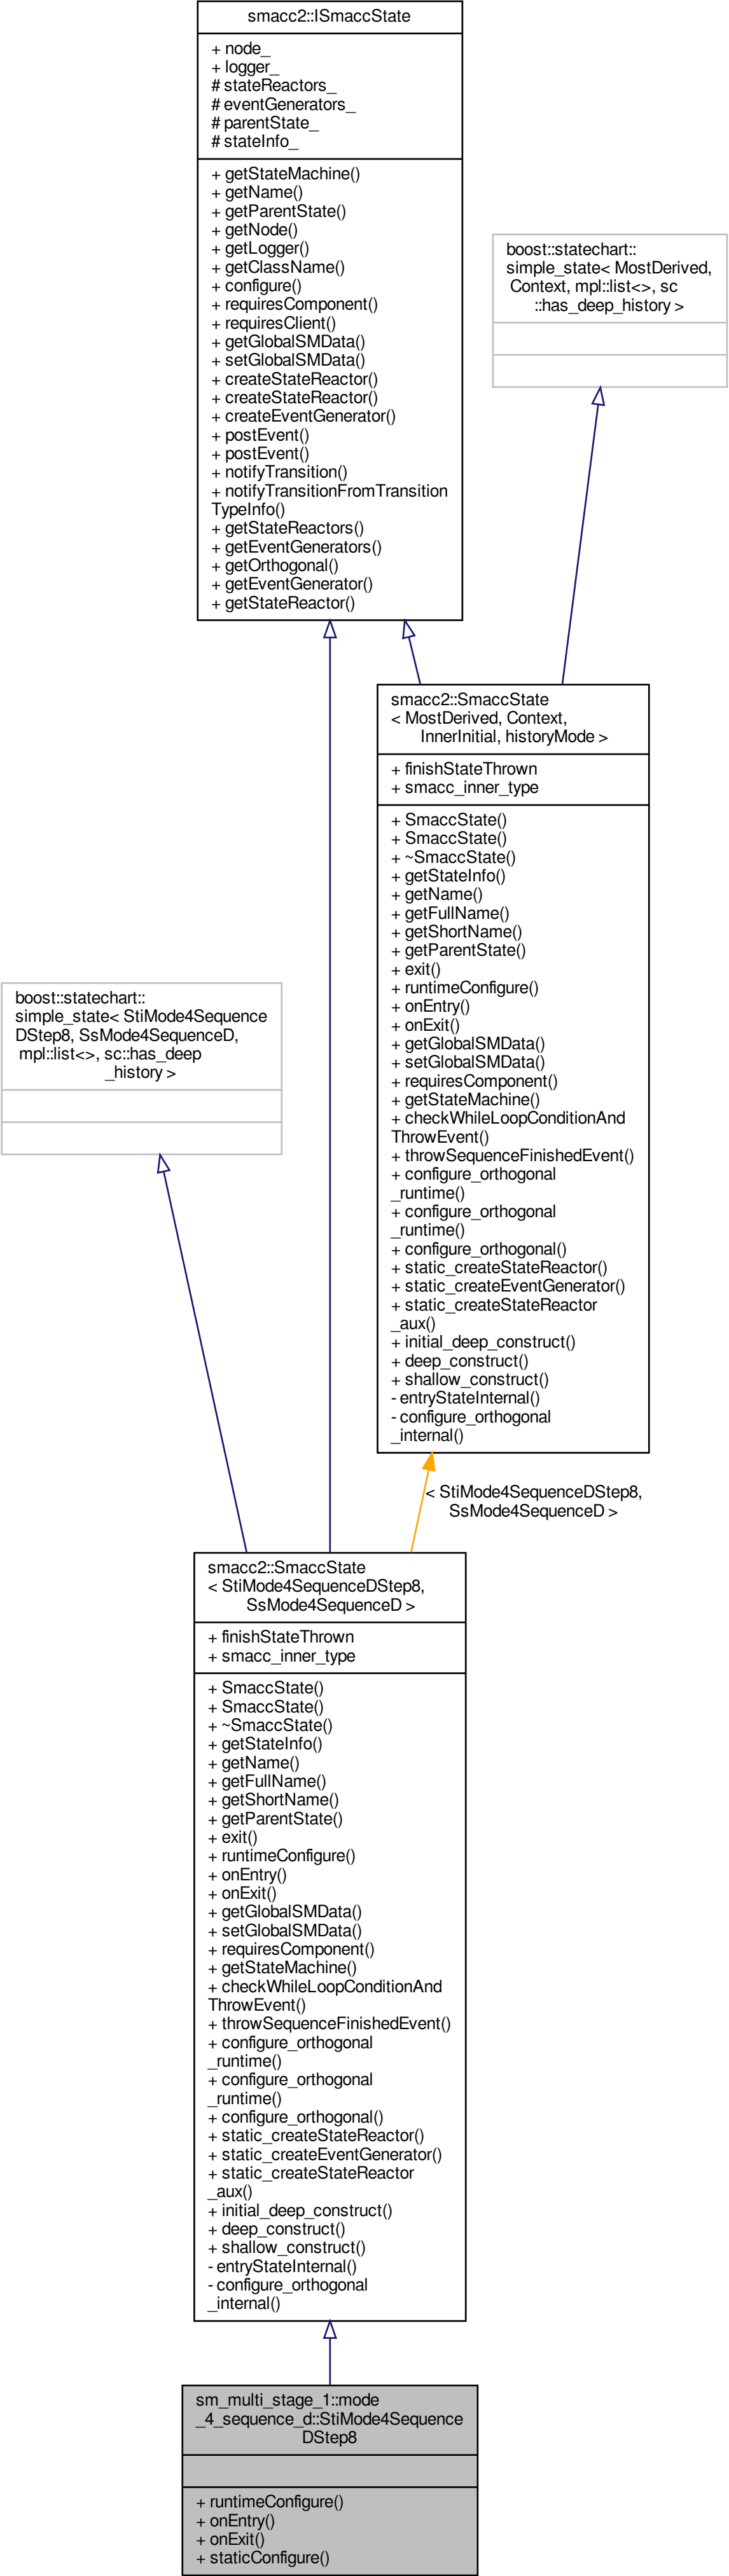 smacc2::ISmaccState
+ node_
+ logger_
# stateReactors_
# eventGenerators_
# parentState_
# stateInfo_
+ getStateMachine()
+ getName()
+ getParentState()
+ getNode()
+ getLogger()
+ getClassName()
+ configure()
+ requiresComponent()
+ requiresClient()
+ getGlobalSMData()
+ setGlobalSMData()
+ createStateReactor()
+ createStateReactor()
+ createEventGenerator()
+ postEvent()
+ postEvent()
+ notifyTransition()
+ notifyTransitionFromTransition
TypeInfo()
+ getStateReactors()
+ getEventGenerators()
+ getOrthogonal()
+ getEventGenerator()
+ getStateReactor()
boost::statechart::
simple_state< MostDerived,
Context, mpl::list<>, sc
::has_deep_history >
smacc2::SmaccState
< MostDerived, Context,
InnerInitial, historyMode >
+ finishStateThrown
+ smacc_inner_type
+ SmaccState()
+ SmaccState()
+ ~SmaccState()
+ getStateInfo()
+ getName()
+ getFullName()
+ getShortName()
+ getParentState()
+ exit()
+ runtimeConfigure()
+ onEntry()
+ onExit()
+ getGlobalSMData()
+ setGlobalSMData()
+ requiresComponent()
+ getStateMachine()
+ checkWhileLoopConditionAnd
ThrowEvent()
+ throwSequenceFinishedEvent()
+ configure_orthogonal
_runtime()
+ configure_orthogonal
_runtime()
+ configure_orthogonal()
+ static_createStateReactor()
+ static_createEventGenerator()
+ static_createStateReactor
_aux()
+ initial_deep_construct()
+ deep_construct()
+ shallow_construct()
- entryStateInternal()
- configure_orthogonal
_internal()
boost::statechart::
simple_state< StiMode4Sequence
DStep8, SsMode4SequenceD,
mpl::list<>, sc::has_deep
_history >
< StiMode4SequenceDStep8,
SsMode4SequenceD >
smacc2::SmaccState
< StiMode4SequenceDStep8,
SsMode4SequenceD >
+ finishStateThrown
+ smacc_inner_type
+ SmaccState()
+ SmaccState()
+ ~SmaccState()
+ getStateInfo()
+ getName()
+ getFullName()
+ getShortName()
+ getParentState()
+ exit()
+ runtimeConfigure()
+ onEntry()
+ onExit()
+ getGlobalSMData()
+ setGlobalSMData()
+ requiresComponent()
+ getStateMachine()
+ checkWhileLoopConditionAnd
ThrowEvent()
+ throwSequenceFinishedEvent()
+ configure_orthogonal
_runtime()
+ configure_orthogonal
_runtime()
+ configure_orthogonal()
+ static_createStateReactor()
+ static_createEventGenerator()
+ static_createStateReactor
_aux()
+ initial_deep_construct()
+ deep_construct()
+ shallow_construct()
- entryStateInternal()
- configure_orthogonal
_internal()
sm_multi_stage_1::mode
_4_sequence_d::StiMode4Sequence
DStep8
+ runtimeConfigure()
+ onEntry()
+ onExit()
+ staticConfigure()